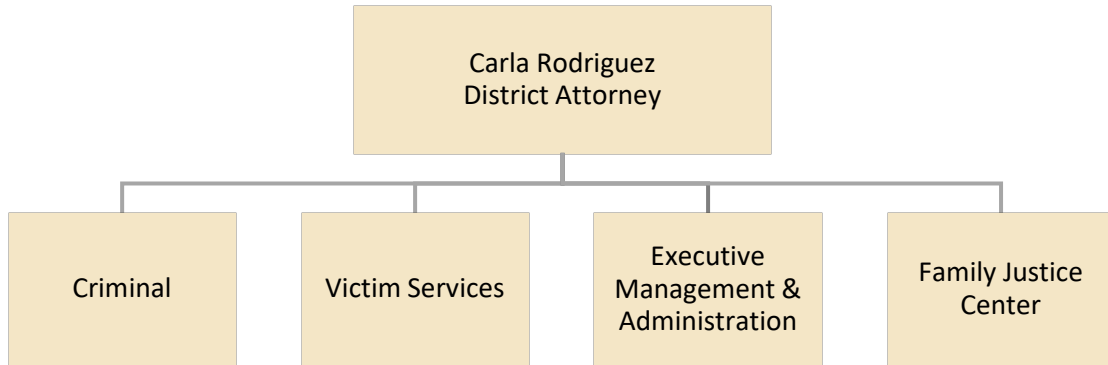 Carla Rodriguez
District Attorney
Criminal
Victim Services
Executive
Management &
Administration
Family Justice
Center